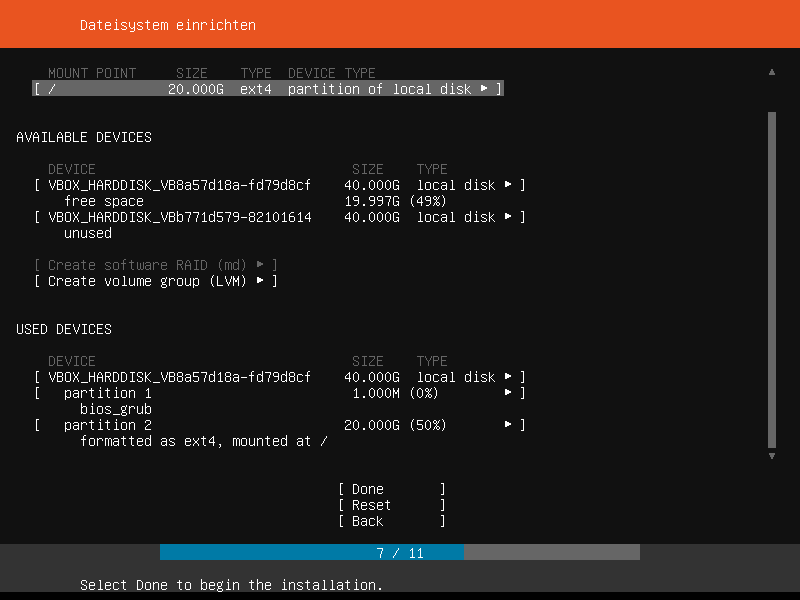 Dateisystem einrichten
MOUNT POINT     SIZE    TYPE  DEVICE TYPE
[ /              20.000G  ext4  partition of local disk ▸ ]
▴
AVAILABLE DEVICES
DEVICE                                SIZE    TYPE
[ VBOX_HARDDISK_VB8a57d18a-fd79d8cf    40.000G  local disk ▸ ]
free space                         19.997G (49%)
[ VBOX_HARDDISK_VBb771d579-82101614    40.000G  local disk ▸ ]
unused
[ Create software RAID (md) ▸ ]
[ Create volume group (LVM) ▸ ]
USED DEVICES
DEVICE                                SIZE    TYPE
[ VBOX_HARDDISK_VB8a57d18a-fd79d8cf    40.000G  local disk ▸ ]
[   partition 1                         1.000M (0%)        ▸ ]
bios_grub
[   partition 2                        20.000G (50%)       ▸ ]
formatted as ext4, mounted at /
▾
[ Done       ]
[ Reset      ]
[ Back       ]
7 / 11
Select Done to begin the installation.